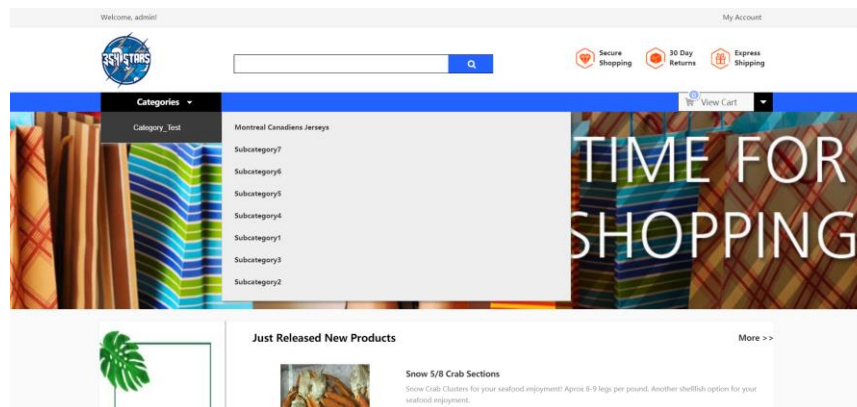 Welcome, admin!
My Account
354 STARS
Secure Shopping
30 Day Returns
Express Shipping
Categories
0
View Cart
Category_Test
Montreal Canadiens Jerseys
Subcategory7
Subcategory6
Subcategory5
Subcategory4
Subcategory1
Subcategory3
Subcategory2
TIME FOR
SHOPPING
Just Released New Products
More >>
Snow 5/8 Crab Sections
Snow Crab Clusters for your seafood enjoyment! Aprox 8-9 legs per pound. Another shellfish option for your
seafood enjoyment.